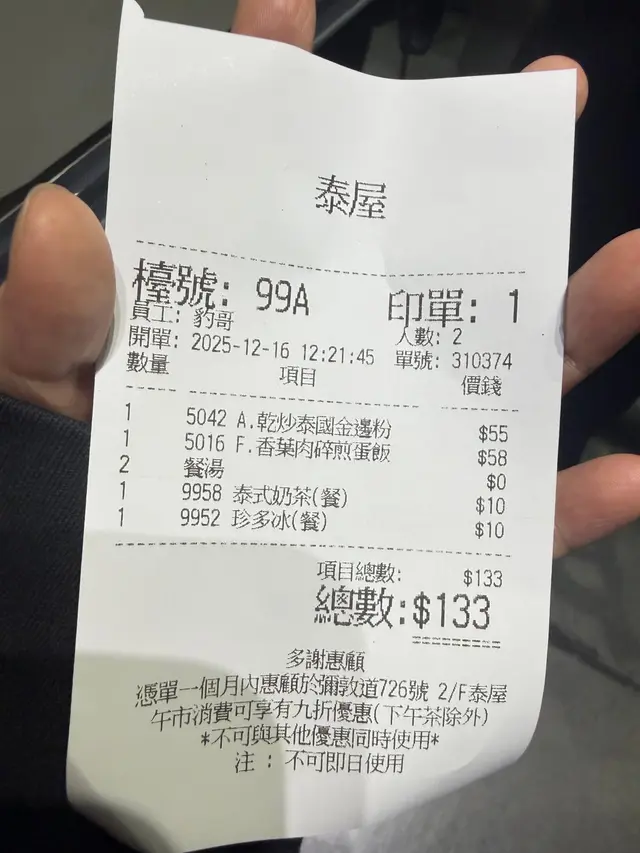 泰屋
檯號: 99A 印單: 1
員工: 豹哥 人數: 2
開單: 2025-12-16 12:21:45 單號: 310374
數量 項目 價錢
1 5042 A.乾炒泰國金邊粉 $55
1 5016 F.香葉肉碎煎蛋飯 $58
2 餐湯 $0
1 9958 泰式奶茶(餐) $10
1 9952 珍多冰(餐) $10
項目總數: $133
總數:$133
多謝惠顧
憑單一個月內惠顧於彌敦道726號 2/F泰屋
午市消費可享有九折優惠(下午茶除外)
*不可與其他優惠同時使用*
注 : 不可即日使用